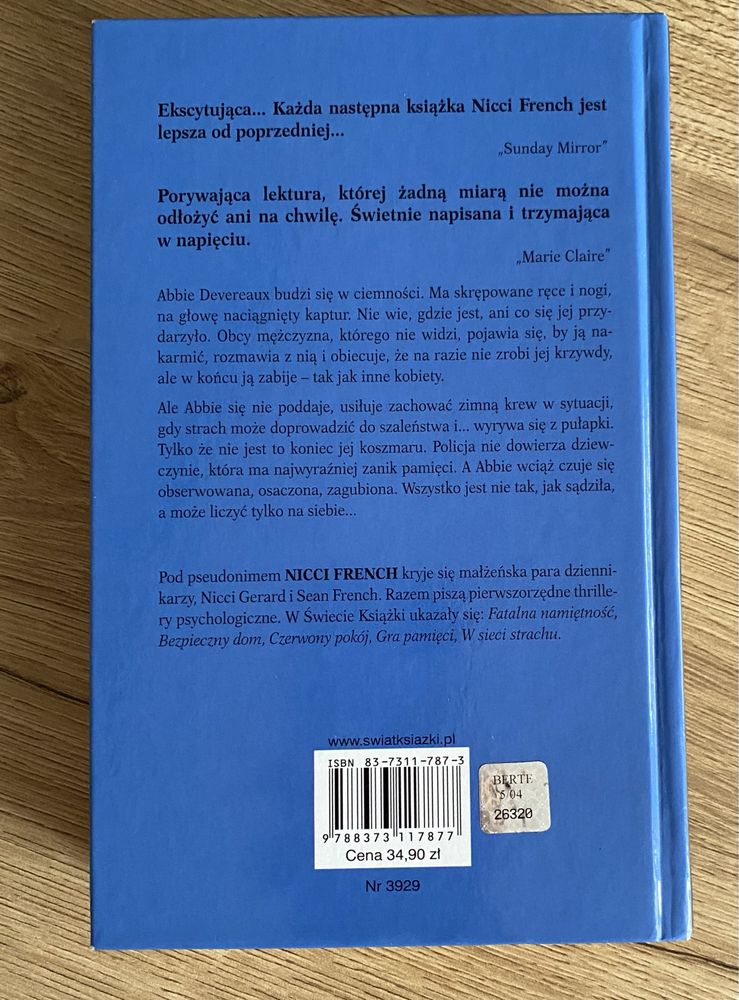 Ekscytująca... Każda następna książka Nicci French jest
lepsza od poprzedniej...
„Sunday Mirror”
Porywająca lektura, której żadną miarą nie można
odłożyć ani na chwilę. Świetnie napisana i trzymająca
w napięciu.
„Marie Claire”
Abbie Devereaux budzi się w ciemności. Ma skrępowane ręce i nogi,
na głowę naciągnięty kaptur. Nie wie, gdzie jest, ani co się jej przy-
darzyło. Obcy mężczyzna, którego nie widzi, pojawia się, by ją na-
karmić, rozmawia z nią i obiecuje, że na razie nie zrobi jej krzywdy,
ale w końcu ją zabije – tak jak inne kobiety.
Ale Abbie się nie poddaje, usiłuje zachować zimną krew w sytuacji,
gdy strach może doprowadzić do szaleństwa i... wyrywa się z pułapki.
Tylko że nie jest to koniec jej koszmaru. Policja nie dowierza dziew-
czynie, która ma najwyraźniej zanik pamięci. A Abbie wciąż czuje się
obserwowana, osaczona, zagubiona. Wszystko jest nie tak, jak sądziła,
a może liczyć tylko na siebie...
Pod pseudonimem NICCI FRENCH kryje się małżeńska para dzienni-
karzy, Nicci Gerard i Sean French. Razem piszą pierwszorzędne thrille-
ry psychologiczne. W Świecie Książki ukazały się: Fatalna namiętność,
Bezpieczny dom, Czerwony pokój, Gra pamięci, W sieci strachu.
www.swiatksiazki.pl
ISBN 83-7311-787-3
9 788373 117877
Cena 34,90 zł
Nr 3929
BERTE
5 04
26320